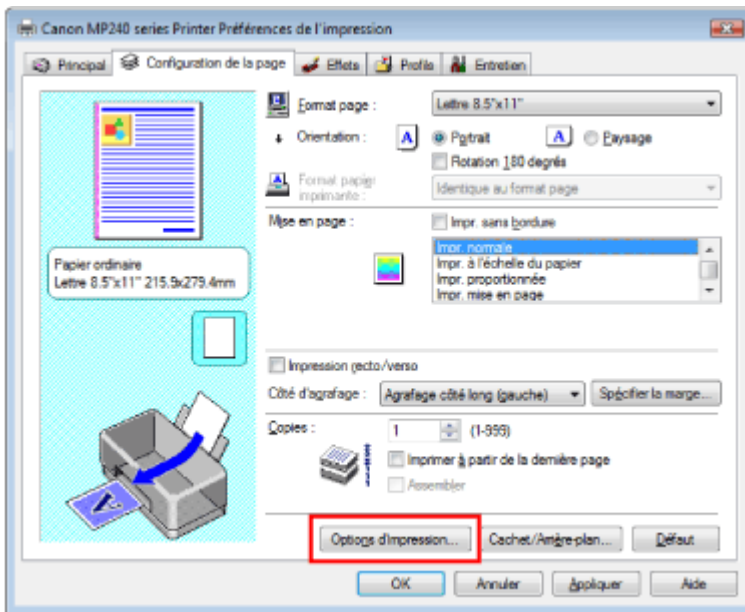 Canon MP240 series Printer Préférences de l'impression
Principal Configuration de la page Effets Profils Entretien
Format page : Lettre 8.5"x11"
Orientation : A Portrait A Paysage
Rotation 180 degrés
Format papier imprimante : Identique au format page
Mise en page : Impr. sans bordure
Impr. normale
Impr. à l'échelle du papier
Impr. proportionnée
Impr. mise en page
Papier ordinaire
Lettre 8.5"x11" 215.9x279.4mm
Impression recto/verso
Côté d'agrafage : Agrafage côté long (gauche) Spécifier la marge...
Copies : 1 (1-999)
Imprimer à partir de la dernière page
Assembler
Options d'impression... Cachet/Arrière-plan... Défaut
OK Annuler Appliquer Aide